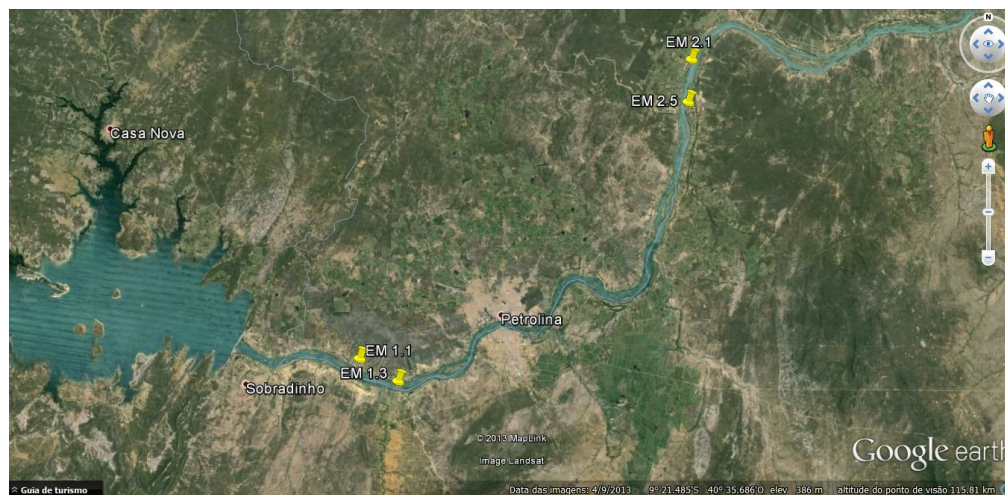 N
EM 2.1
EM 2.5
Casa Nova
Petrolina
EM 1.1
EM 1.3
Sobradinho
© 2013 MapLink
Image Landsat
Google earth
Guia de turismo
Data das imagens: 4/9/2013 9°21.485'S 40°35.686'O elev 386 m altitude do ponto de visão 115.81 km